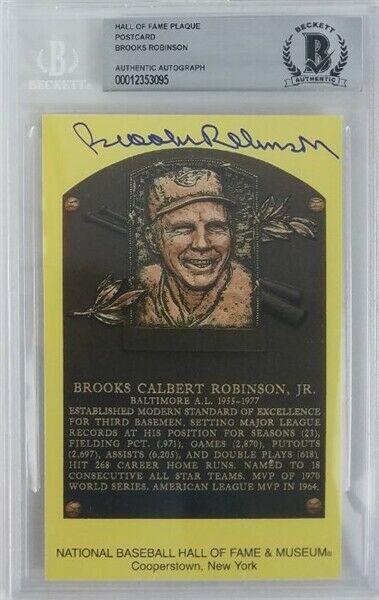 HALL OF FAME PLAQUE
POSTCARD
BROOKS ROBINSON
AUTHENTIC AUTOGRAPH
00012353095
B
BECKETT
BECKETT
B
AUTHENTIC
Brooks Robinson
BROOKS CALBERT ROBINSON, JR.
BALTIMORE A.L. 1955-1977
ESTABLISHED MODERN STANDARD OF EXCELLENCE
FOR THIRD BASEMEN, SETTING MAJOR LEAGUE
RECORDS AT HIS POSITION FOR SEASONS (23),
FIELDING PCT. (.971), GAMES (2,870), PUTOUTS
(2,697), ASSISTS (6,205), AND DOUBLE PLAYS (618)
HIT 268 CAREER HOME RUNS. NAMED TO 18
CONSECUTIVE ALL STAR TEAMS. MVP OF 1970
WORLD SERIES. AMERICAN LEAGUE MVP IN 1964.
NATIONAL BASEBALL HALL OF FAME & MUSEUM®
Cooperstown, New York